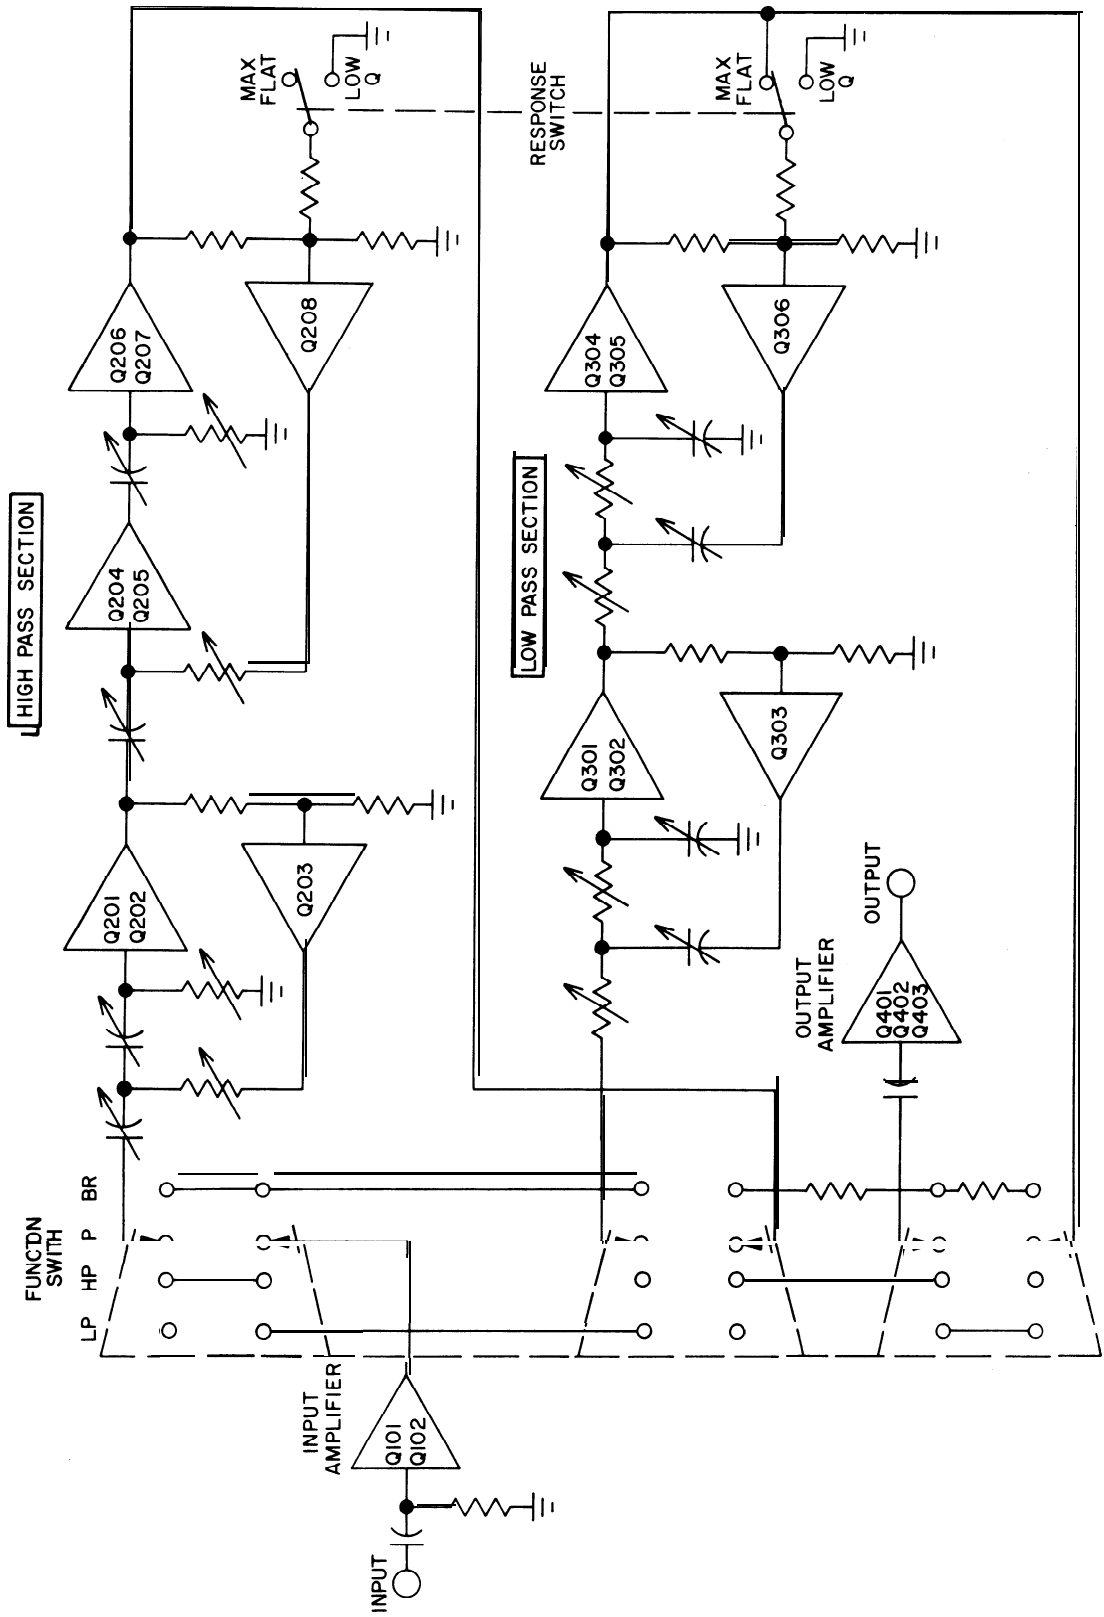 HIGH PASS SECTION
Q201
Q202
Q203
Q204
Q205
Q206
Q207
Q208
MAX
FLAT
LOW
Q
RESPONSE
SWITCH
LOW PASS SECTION
Q301
Q302
Q303
Q304
Q305
Q306
MAX
FLAT
LOW
Q
FUNCTON
SWITH
LP
HP
P
BR
INPUT
INPUT
AMPLIFIER
Q101
Q102
OUTPUT
AMPLIFIER
Q401
Q402
Q403
OUTPUT